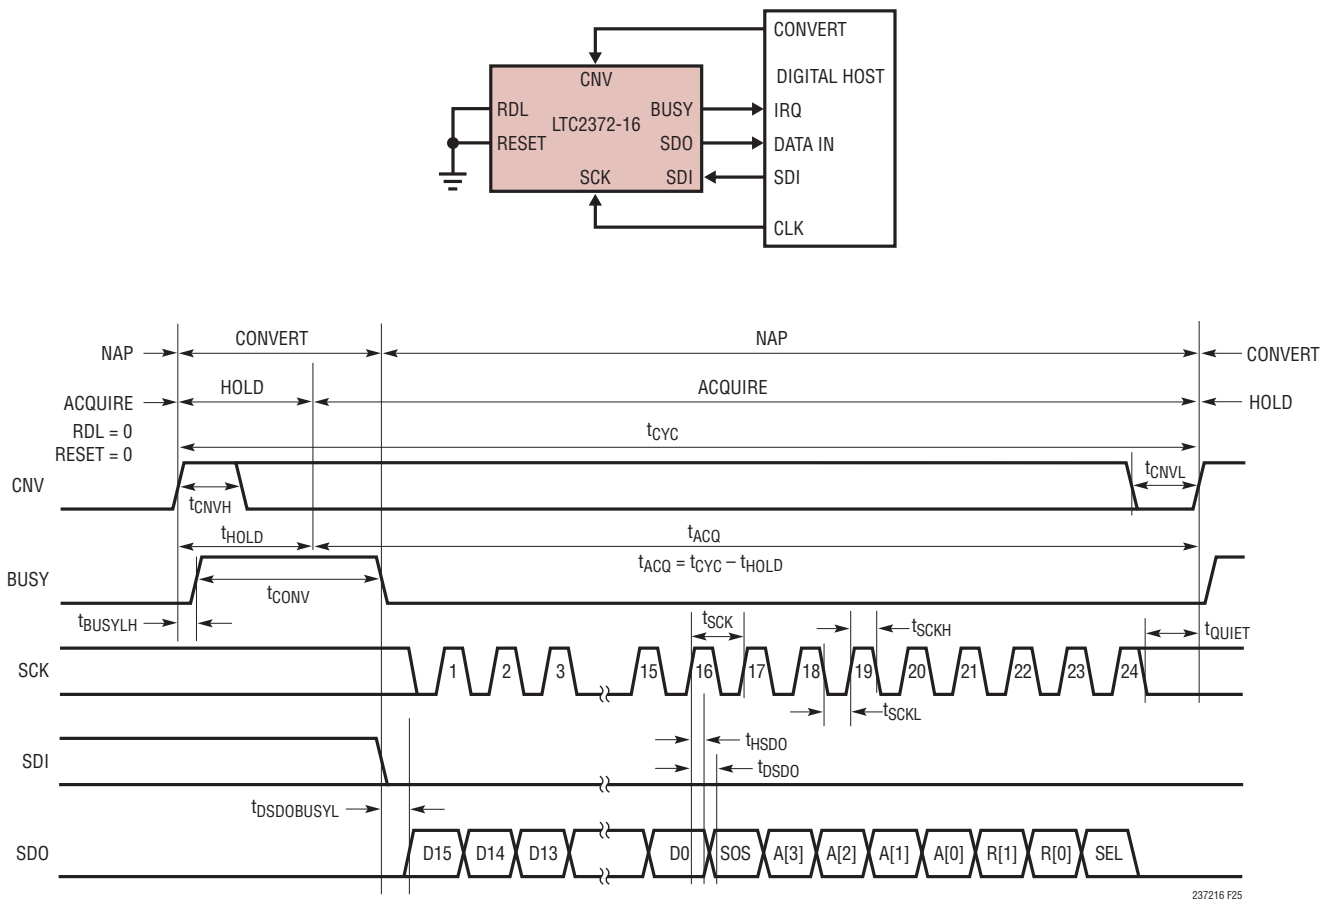 CONVERT
CNV
DIGITAL HOST
RDL
BUSY
IRQ
LTC2372-16
RESET
SDO
DATA IN
SCK
SDI
SDI
CLK
CONVERT
NAP
NAP
CONVERT
HOLD
ACQUIRE
ACQUIRE
HOLD
RDL = 0
RESET = 0
tCYC
CNV
tCNVH
tCNVL
tHOLD
tACQ
tACQ = tCYC – tHOLD
BUSY
tCONV
tBUSYLH
tSCK
tSCKH
tQUIET
SCK
1 2 3 15 16 17 18 19 20 21 22 23 24
tSCKL
tHSDO
SDI
tDSDO
tDSDOBUSYL
SDO
D15 D14 D13 D0 SOS A[3] A[2] A[1] A[0] R[1] R[0] SEL
237216 F25